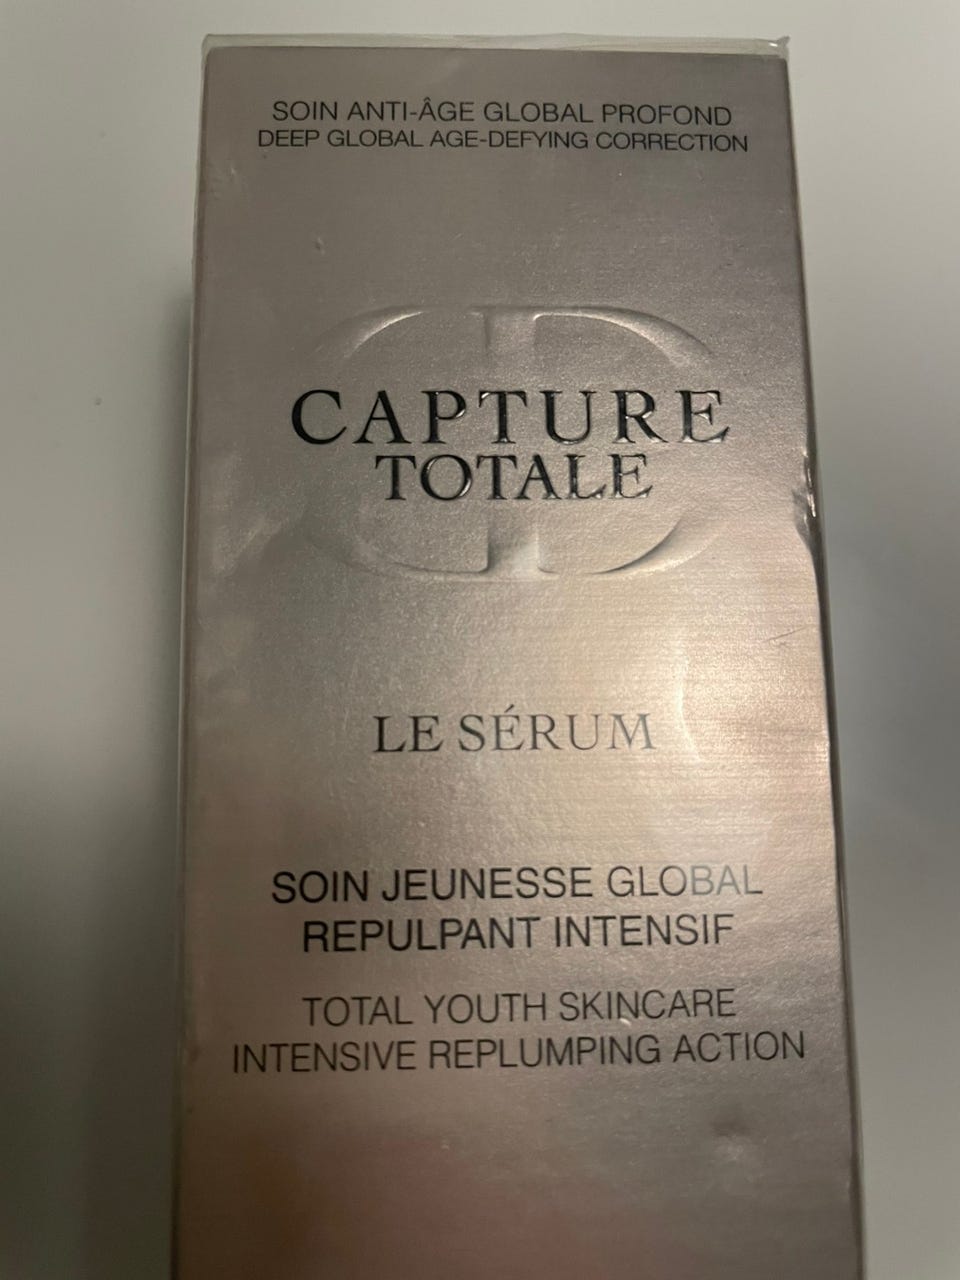 SOIN ANTI-ÂGE GLOBAL PROFOND
DEEP GLOBAL AGE-DEFYING CORRECTION
CAPTURE
TOTALE
LE SÉRUM
SOIN JEUNESSE GLOBAL
REPULPANT INTENSIF
TOTAL YOUTH SKINCARE
INTENSIVE REPLUMPING ACTION